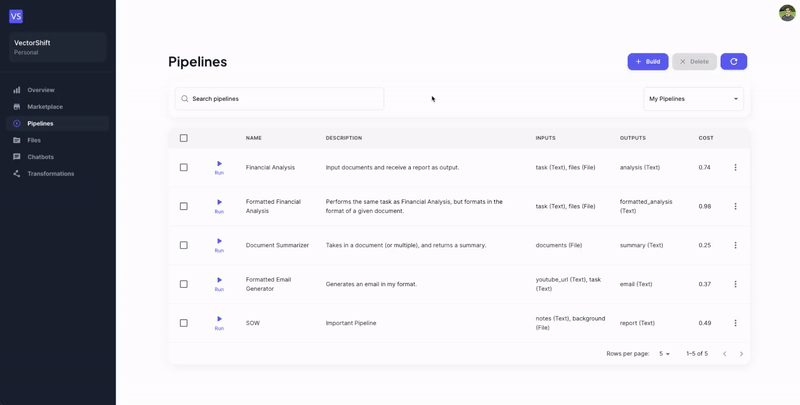 VS
VectorShift
Personal
Overview
Marketplace
Pipelines
Files
Chatbots
Transformations
Pipelines
Build
Delete
Search pipelines
My Pipelines
NAME DESCRIPTION INPUTS OUTPUTS COST
Run Financial Analysis Input documents and receive a report as output. task (Text), files (File) analysis (Text) 0.74
Run Formatted Financial Performs the same task as Financial Analysis, but formats in the task (Text), files (File) formatted_analysis 0.98
Analysis format of a given document. (Text)
Run Document Summarizer Takes in a document (or multiple), and returns a summary. documents (File) summary (Text) 0.25
Run Formatted Email Generates an email in my format. youtube_url (Text), task email (Text) 0.37
Generator (Text)
Run SOW Important Pipeline notes (Text), background report (Text) 0.49
(File)
Rows per page: 5 1–5 of 5